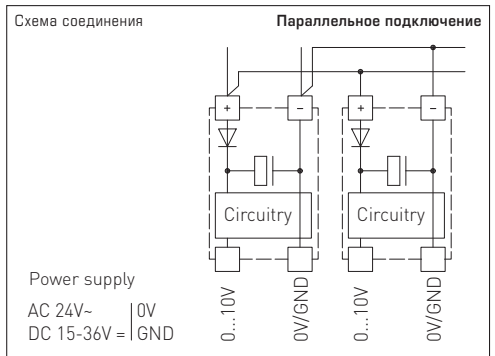 Схема соединения
Параллельное подключение
+ − + −
Circuitry Circuitry
Power supply
AC 24V~ 0V
DC 15-36V = GND
0...10V
0V/GND
0...10V
0V/GND